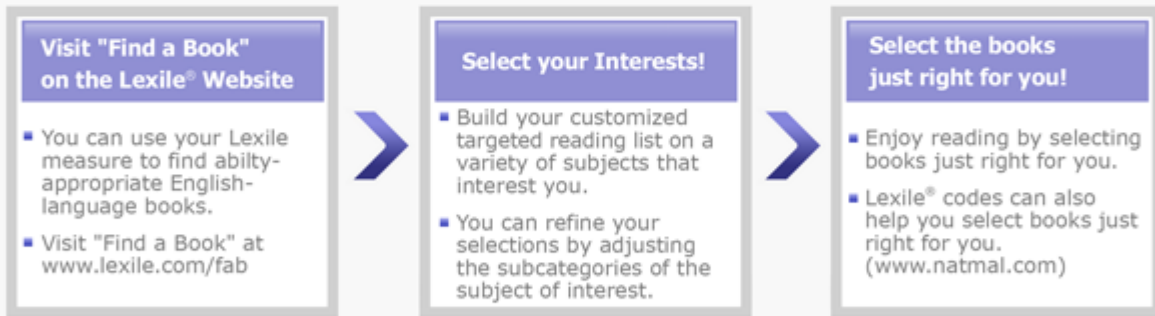 Visit "Find a Book"
on the Lexile® Website
You can use your Lexile
measure to find abilty-
appropriate English-
language books.
Visit "Find a Book" at
www.lexile.com/fab
Select your Interests!
Build your customized
targeted reading list on a
variety of subjects that
interest you.
You can refine your
selections by adjusting
the subcategories of the
subject of interest.
Select the books
just right for you!
Enjoy reading by selecting
books just right for you.
Lexile® codes can also
help you select books just
right for you.
(www.natmal.com)